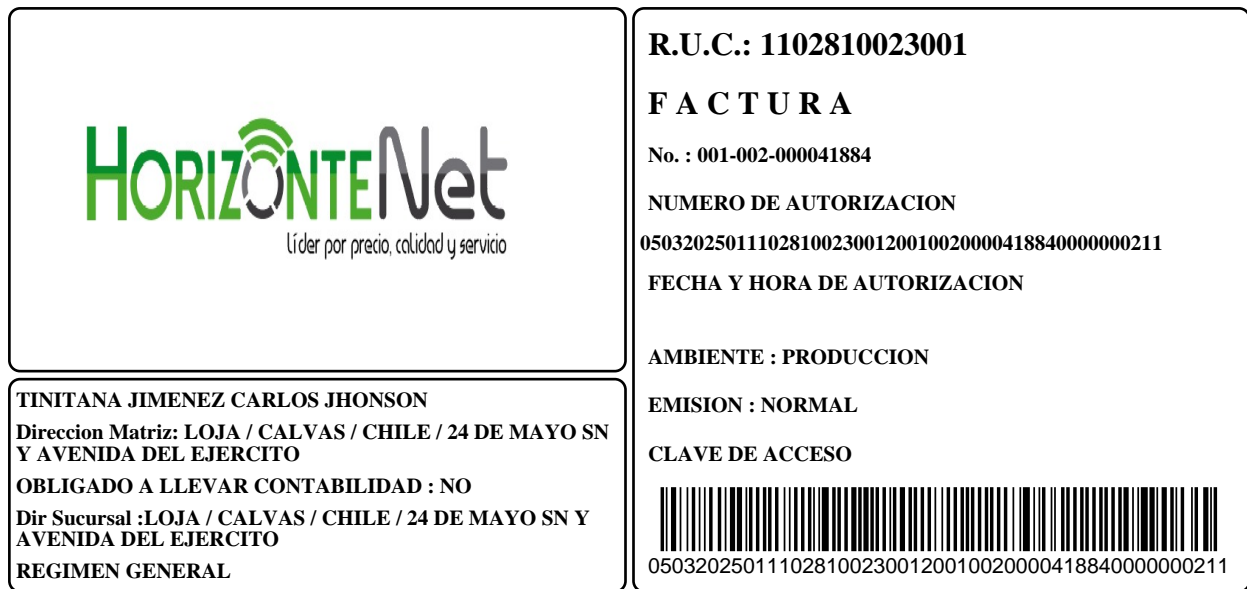 HORIZONTENet
líder por precio, calidad y servicio
TINITANA JIMENEZ CARLOS JHONSON
Direccion Matriz: LOJA / CALVAS / CHILE / 24 DE MAYO SN
Y AVENIDA DEL EJERCITO
OBLIGADO A LLEVAR CONTABILIDAD : NO
Dir Sucursal :LOJA / CALVAS / CHILE / 24 DE MAYO SN Y
AVENIDA DEL EJERCITO
REGIMEN GENERAL
R.U.C.: 1102810023001
F A C T U R A
No. : 001-002-000041884
NUMERO DE AUTORIZACION
0503202501110281002300120010020000418840000000211
FECHA Y HORA DE AUTORIZACION
AMBIENTE : PRODUCCION
EMISION : NORMAL
CLAVE DE ACCESO
0503202501110281002300120010020000418840000000211